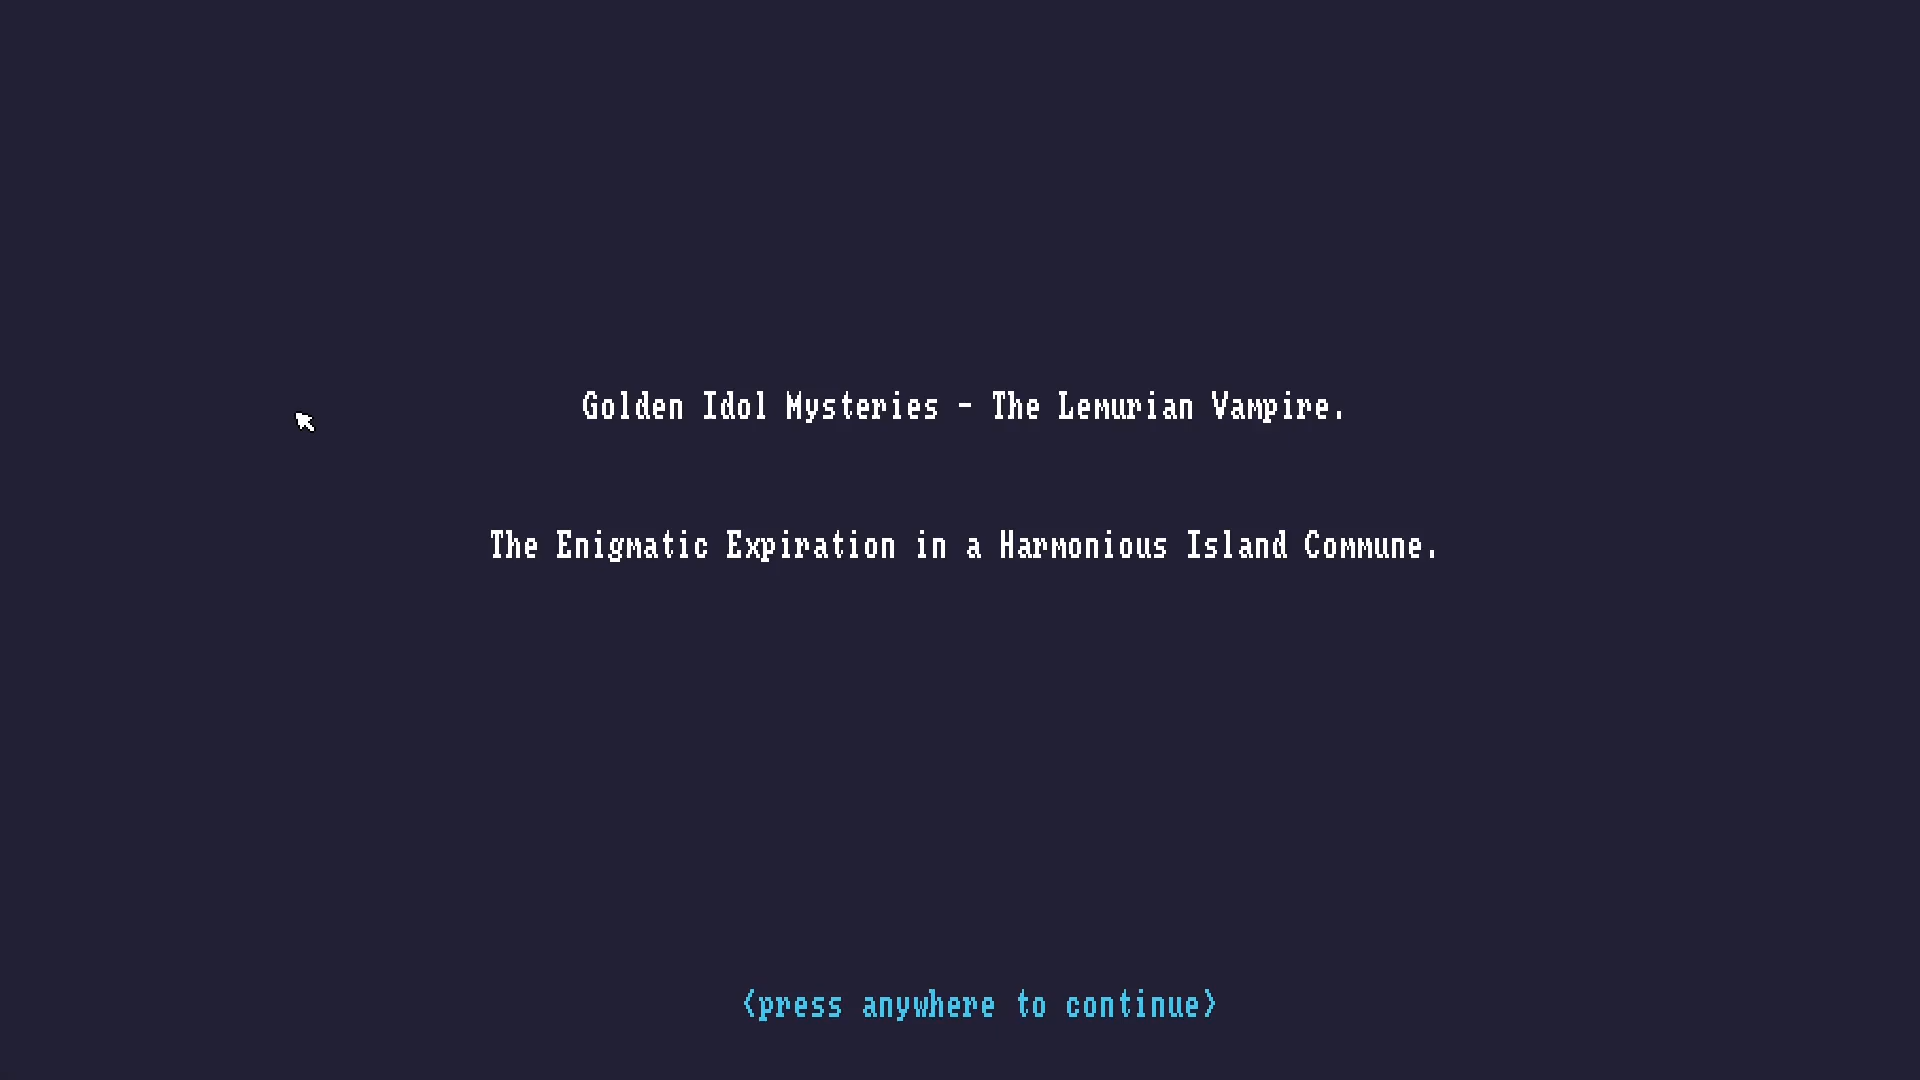 Golden Idol Mysteries - The Lemurian Vampire.
The Enigmatic Expiration in a Harmonious Island Commune.
<press anywhere to continue>